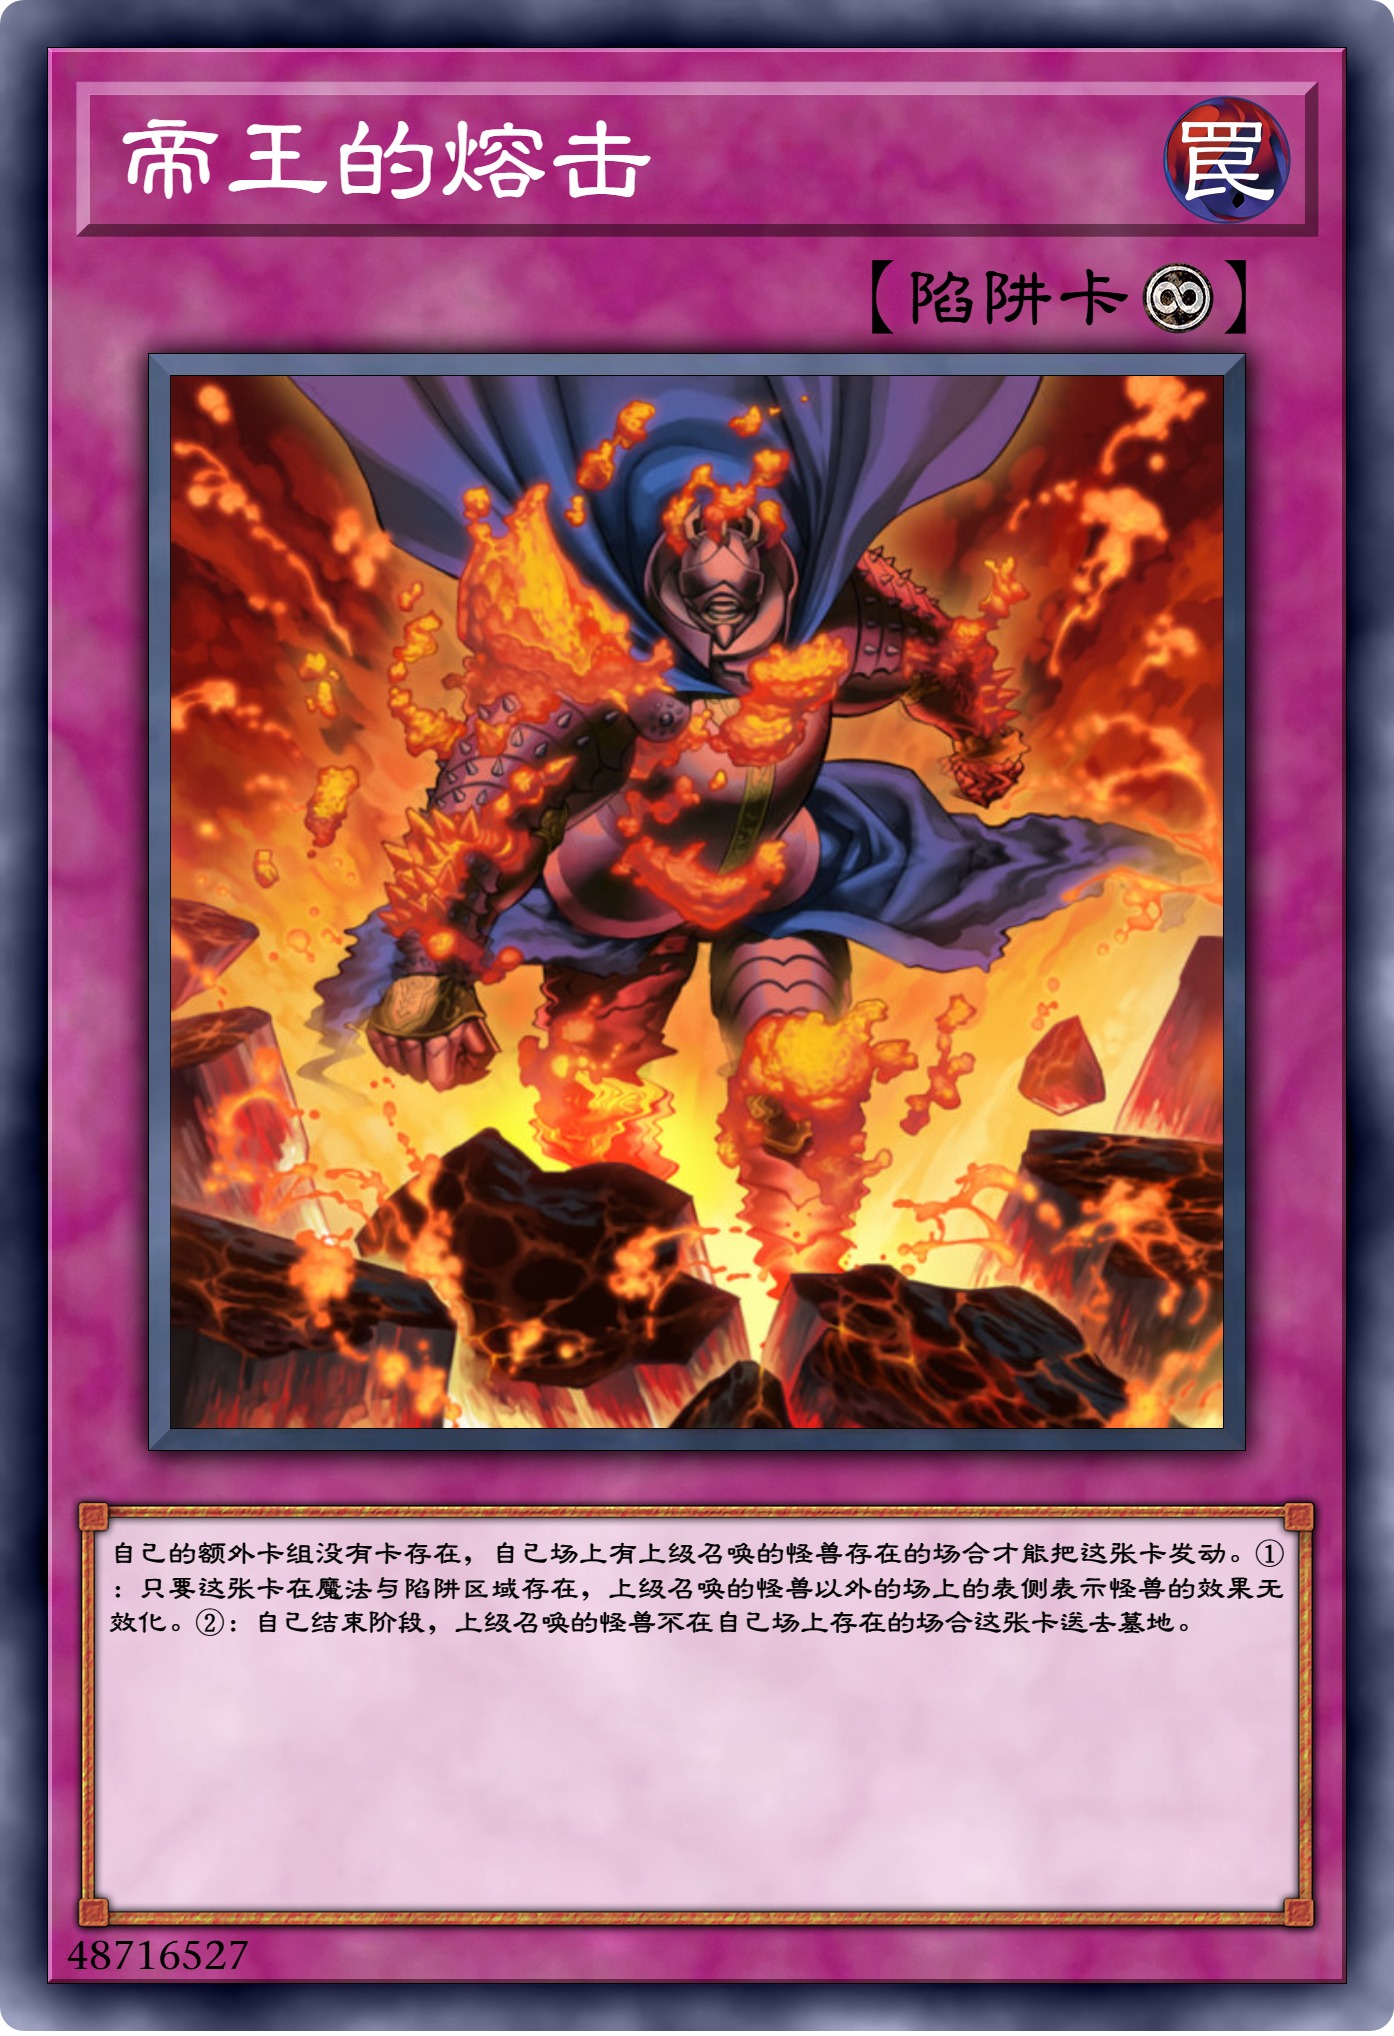 帝王的熔击
罠
【陷阱卡♾】
自己的额外卡组没有卡存在，自己场上有上级召唤的怪兽存在的场合才能把这张卡发动。①
：只要这张卡在魔法与陷阱区域存在，上级召唤的怪兽以外的场上的表侧表示怪兽的效果无
效化。②：自己结束阶段，上级召唤的怪兽不在自己场上存在的场合这张卡送去墓地。
48716527